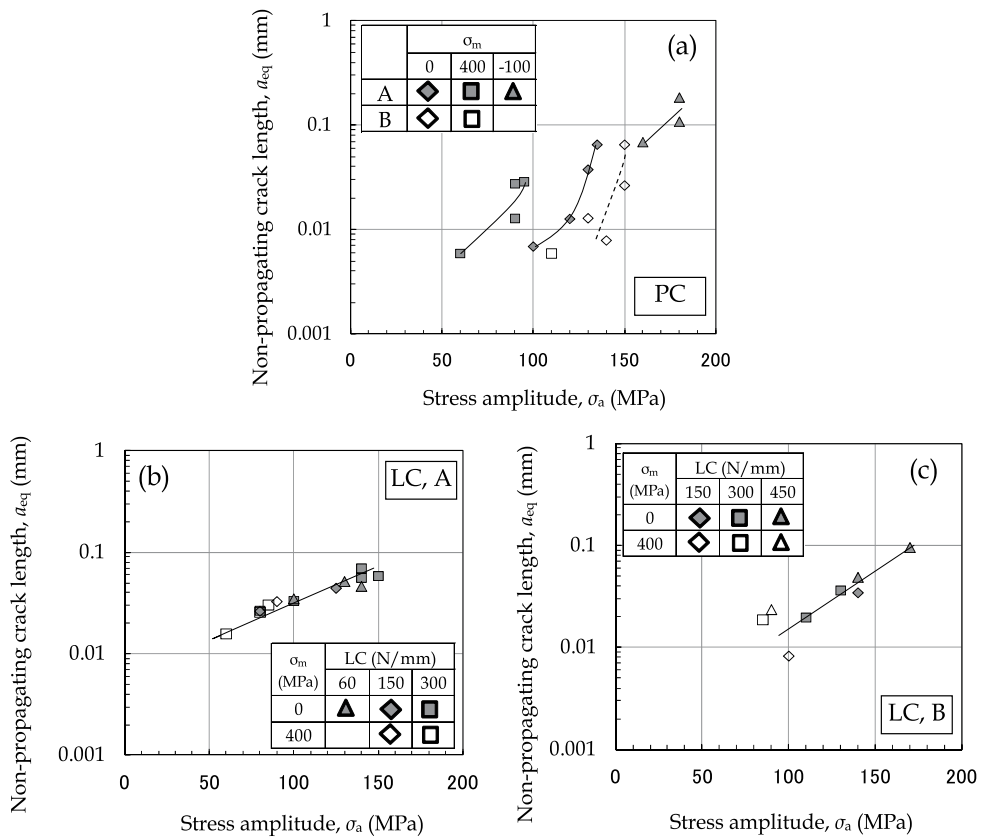 Non-propagating crack length, aeq (mm)
1
0.1
0.01
0.001
(a)
σm
0 400 -100
A
B
PC
0 50 100 150 200
Stress amplitude, σa (MPa)
Non-propagating crack length, aeq (mm)
1
0.1
0.01
0.001
(b)
LC, A
σm
(MPa)
LC (N/mm)
60 150 300
0
400
0 50 100 150 200
Stress amplitude, σa (MPa)
Non-propagating crack length, aeq (mm)
1
0.1
0.01
0.001
(c)
σm
(MPa)
LC (N/mm)
150 300 450
0
400
LC, B
0 50 100 150 200
Stress amplitude, σa (MPa)